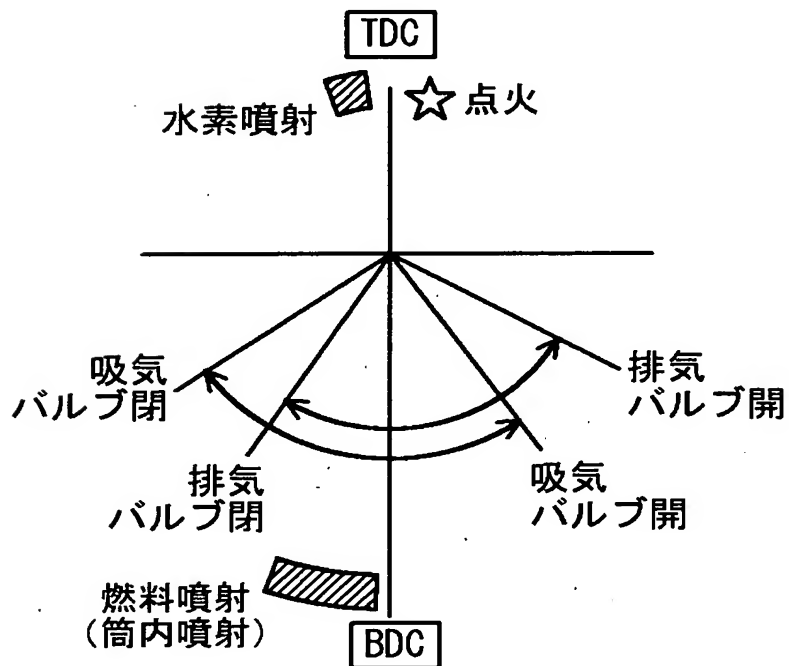 TDC
水素噴射
点火
吸気
バルブ閉
排気
バルブ開
排気
バルブ閉
吸気
バルブ開
燃料噴射
(筒内噴射)
BDC